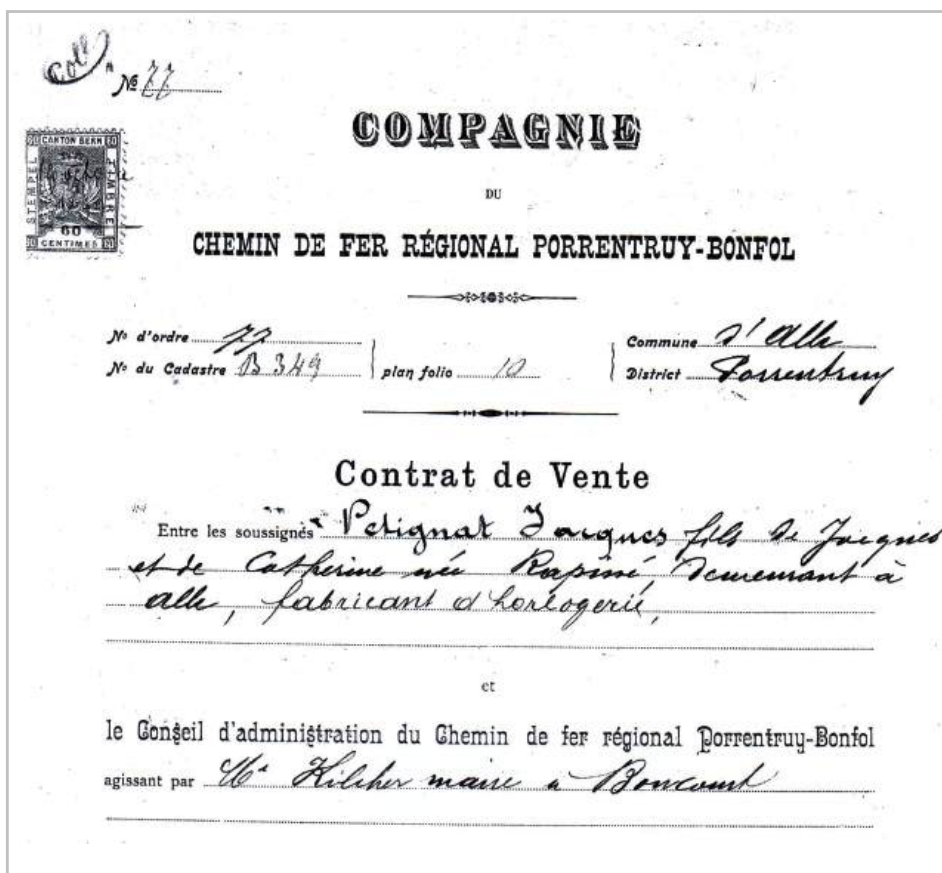 Coll
No 77
CANTON BERN
STEMPEL
TIMBRE
60
CENTIMES
COMPAGNIE
DU
CHEMIN DE FER RÉGIONAL PORRENTRUY-BONFOL
No d'ordre 77
No du Cadastre B 349
plan folio 10
Commune d'Alle
District Porrentruy
Contrat de Vente
Entre les soussignés Petignat Jacques fils de Jacques
et de Catherine née Rapiné, demeurant à
Alle, fabricant d'horlogerie,
et
le Conseil d'administration du Chemin de fer régional Porrentruy-Bonfol
agissant par Mr Kilcher maire à Boncourt